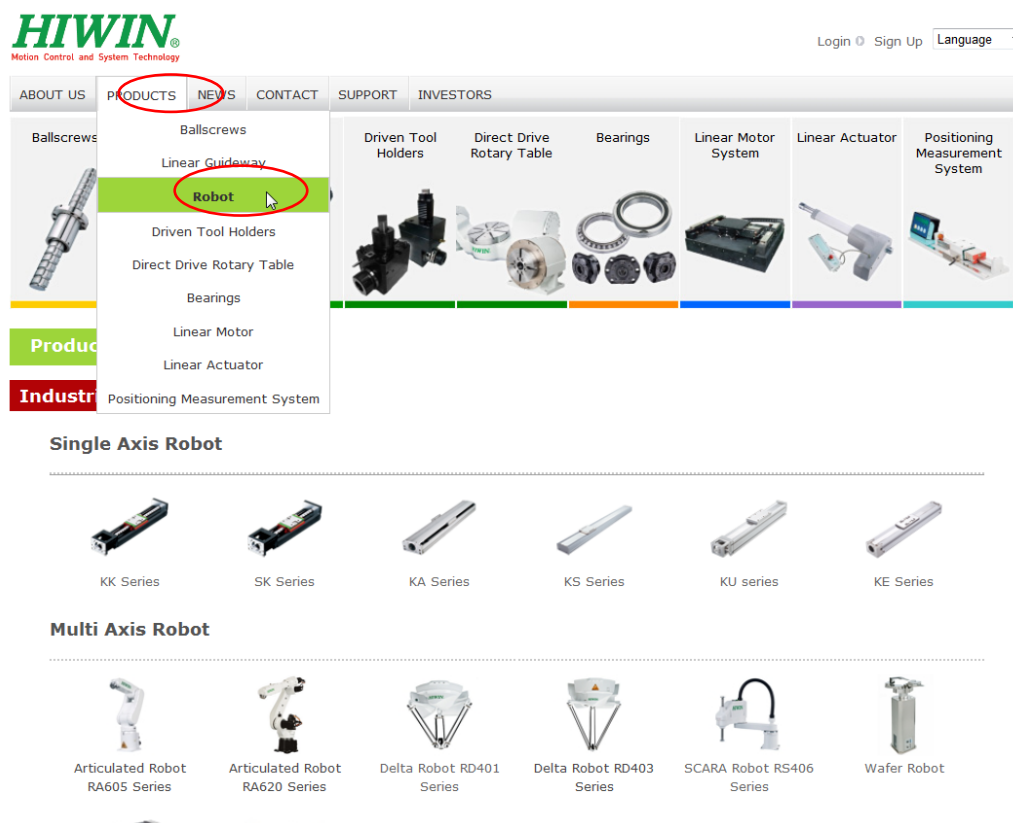 HIWIN®
Motion Control and System Technology
Login Sign Up Language
ABOUT US PRODUCTS NEWS CONTACT SUPPORT INVESTORS
Ballscrews
Driven Tool
Holders
Direct Drive
Rotary Table
Bearings
Linear Motor
System
Linear Actuator
Positioning
Measurement
System
Ballscrews
Linear Guideway
Robot
Driven Tool Holders
Direct Drive Rotary Table
Bearings
Linear Motor
Linear Actuator
Positioning Measurement System
Produc
Industri
Single Axis Robot
KK Series
SK Series
KA Series
KS Series
KU series
KE Series
Multi Axis Robot
Articulated Robot
RA605 Series
Articulated Robot
RA620 Series
Delta Robot RD401
Series
Delta Robot RD403
Series
SCARA Robot RS406
Series
Wafer Robot